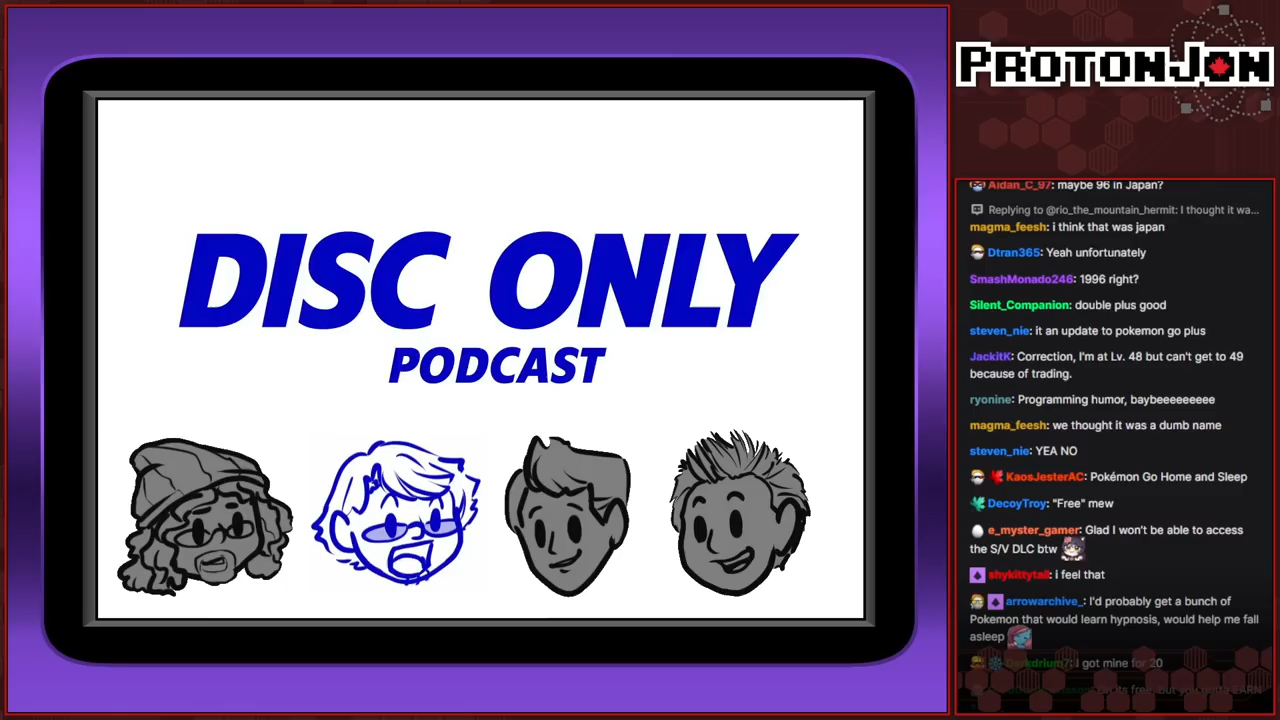 DISC ONLY
PODCAST
PROTONJON
Aidan_C_97: maybe 96 in Japan?
Replying to @rio_the_mountain_hermit: I thought it wa...
magma_feesh: i think that was japan
Dtran365: Yeah unfortunately
SmashMonado246: 1996 right?
Silent_Companion: double plus good
steven_nie: it an update to pokemon go plus
JackitK: Correction, I'm at Lv. 48 but can't get to 49
because of trading.
ryonine: Programming humor, baybeeeeeeeee
magma_feesh: we thought it was a dumb name
steven_nie: YEA NO
KaosJesterAC: Pokémon Go Home and Sleep
DecoyTroy: "Free" mew
e_myster_gamer: Glad I won't be able to access
the S/V DLC btw
shykittytail: i feel that
arrowarchive_: I'd probably get a bunch of
Pokemon that would learn hypnosis, would help me fall
asleep
I got mine for 20